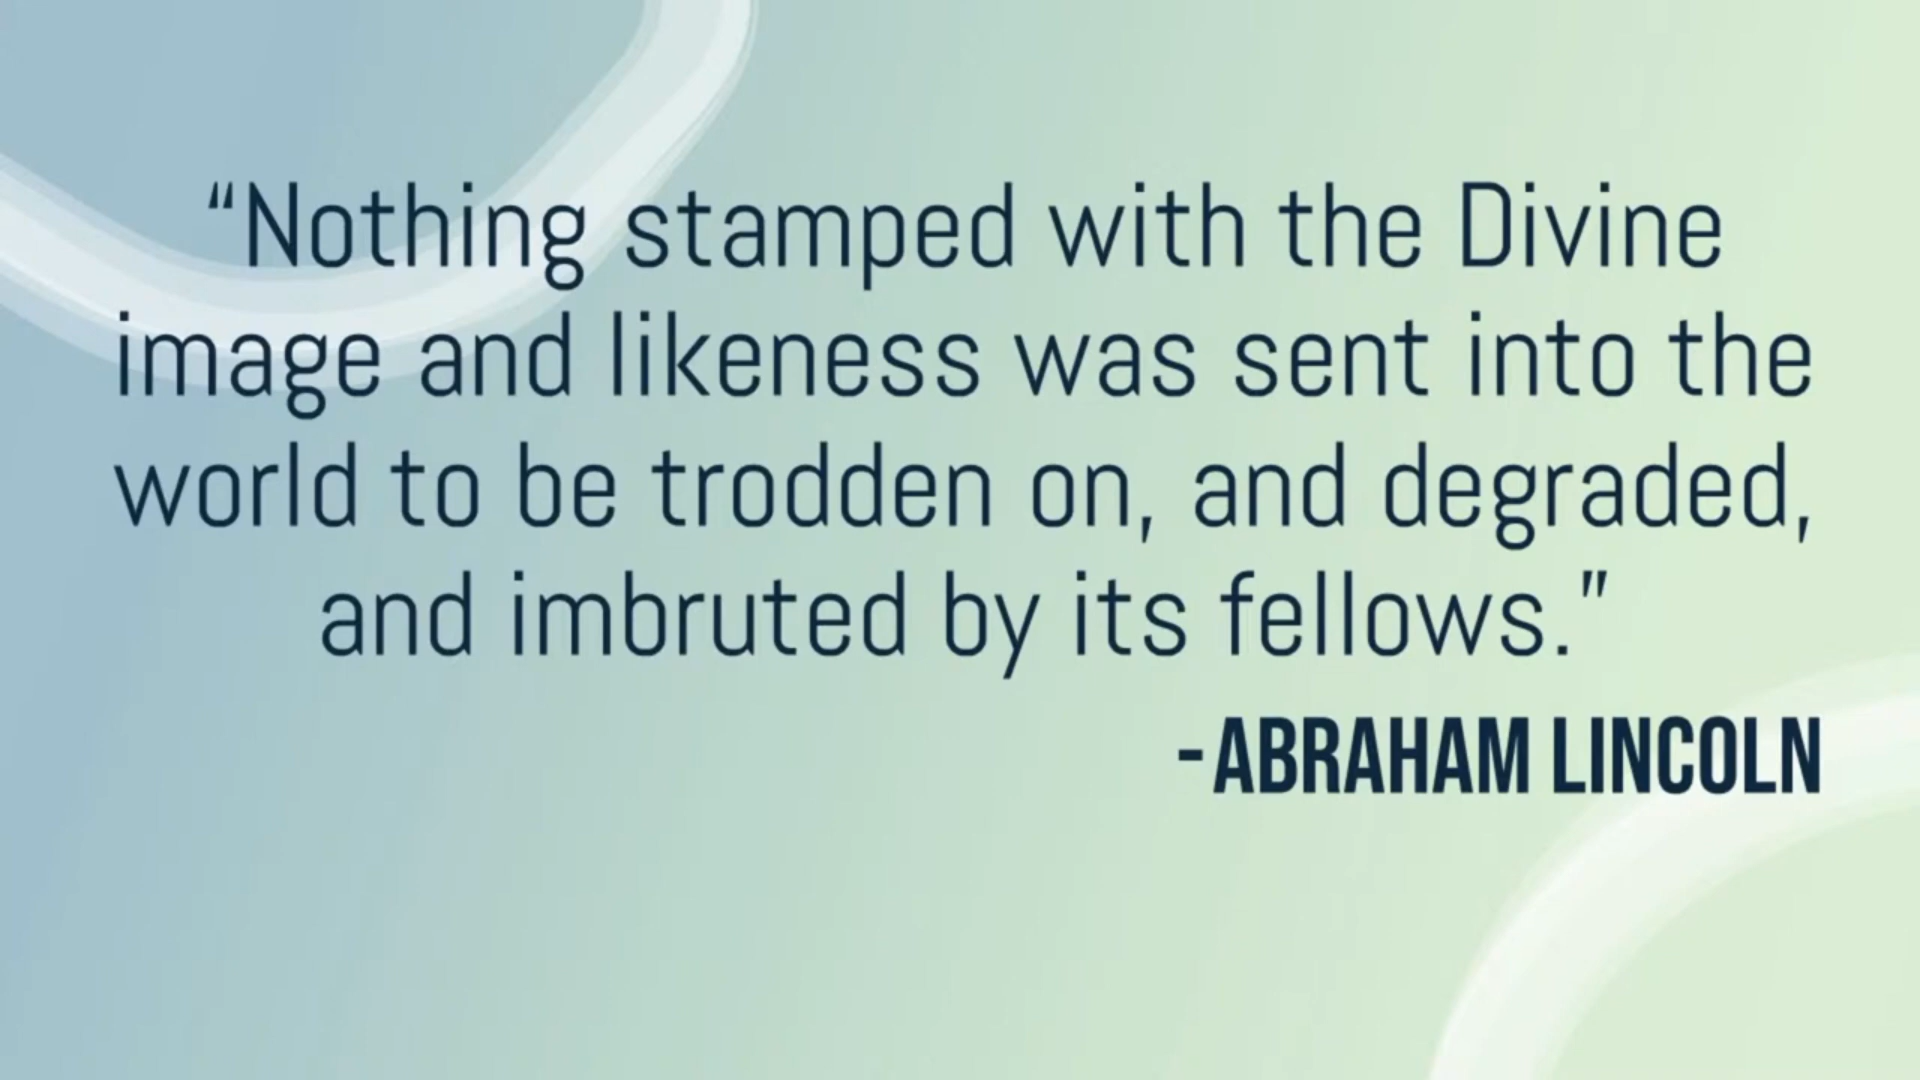 “Nothing stamped with the Divine
image and likeness was sent into the
world to be trodden on, and degraded,
and imbruted by its fellows.”
-ABRAHAM LINCOLN